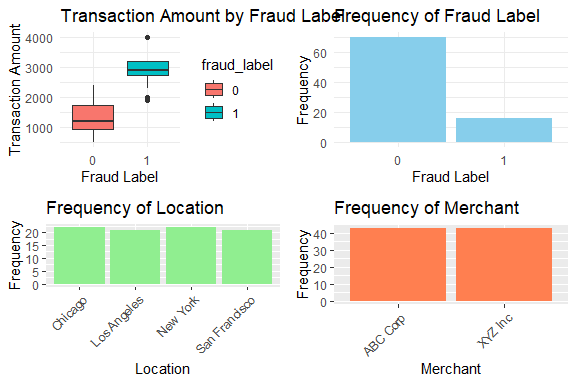 Transaction Amount by Fraud Label
Transaction Amount
4000
3000
2000
1000
0
1
Fraud Label
fraud_label
0
1
Frequency of Fraud Label
Frequency
60
40
20
0
0
1
Fraud Label
Frequency of Location
Frequency
20
15
10
5
0
Chicago
Los Angeles
New York
San Francisco
Location
Frequency of Merchant
Frequency
40
30
20
10
0
ABC Corp
XYZ Inc
Merchant